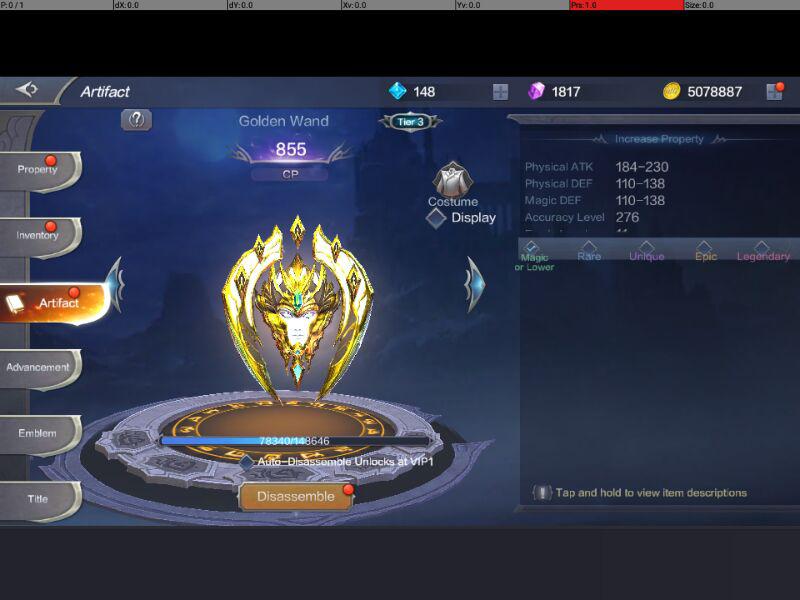 P: 0 / 1 dX: 0.0 dY: 0.0 Xv: 0.0 Yv: 0.0 Prs: 1.0 Size: 0.0
Artifact 148 1817 5078887
Golden Wand Tier 3
855
CP
Costume
Display
Increase Property
Physical ATK 184-230
Physical DEF 110-138
Magic DEF 110-138
Accuracy Level 276
Magic or Lower Rare Unique Epic Legendary
Property
Inventory
Artifact
Advancement
Emblem
Title
78340/148646
Auto-Disassemble Unlocks at VIP1
Disassemble
Tap and hold to view item descriptions